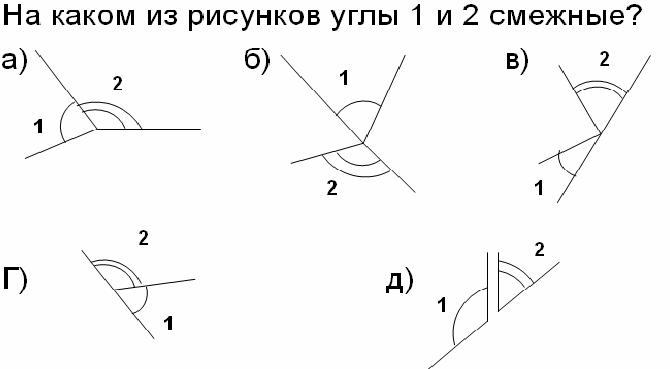 На каком из рисунков углы 1 и 2 смежные?
а) 1 2
б) 1 2
в) 2 1
Г) 2 1
д) 1 2